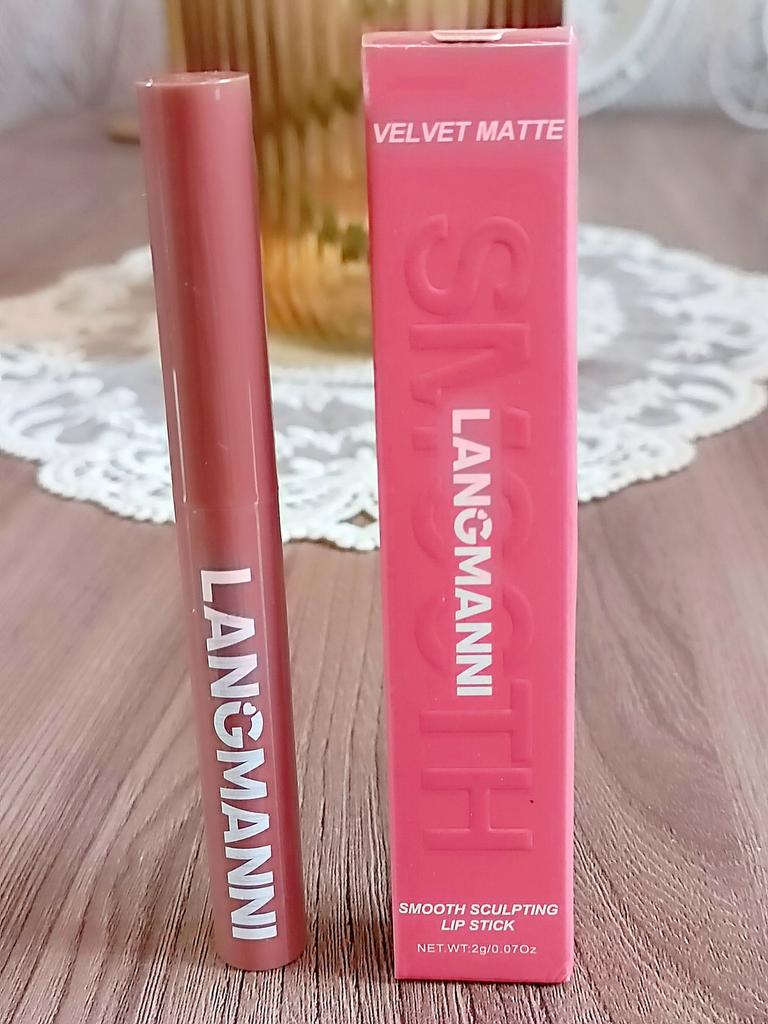 LANGMANNI
VELVET MATTE
SMOOTH
LANGMANNI
SMOOTH SCULPTING
LIP STICK
NET.WT:2g/0.07Oz